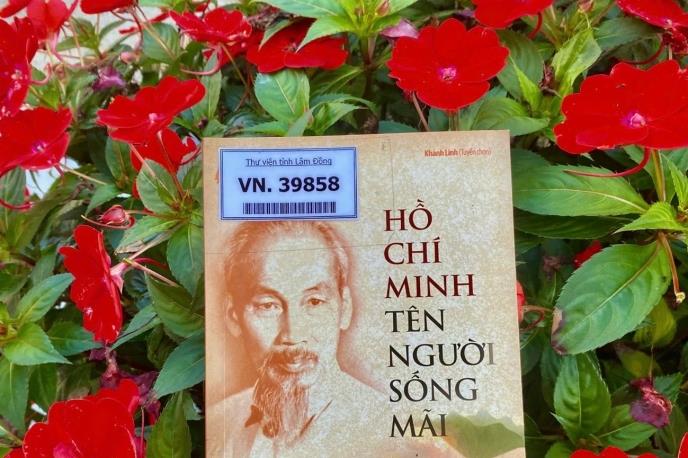 Thư viện tỉnh Lâm Đồng
VN. 39858
Khánh Linh (Tuyển chọn)
HỒ
CHÍ
MINH
TÊN
NGƯỜI
SỐNG
MÃI